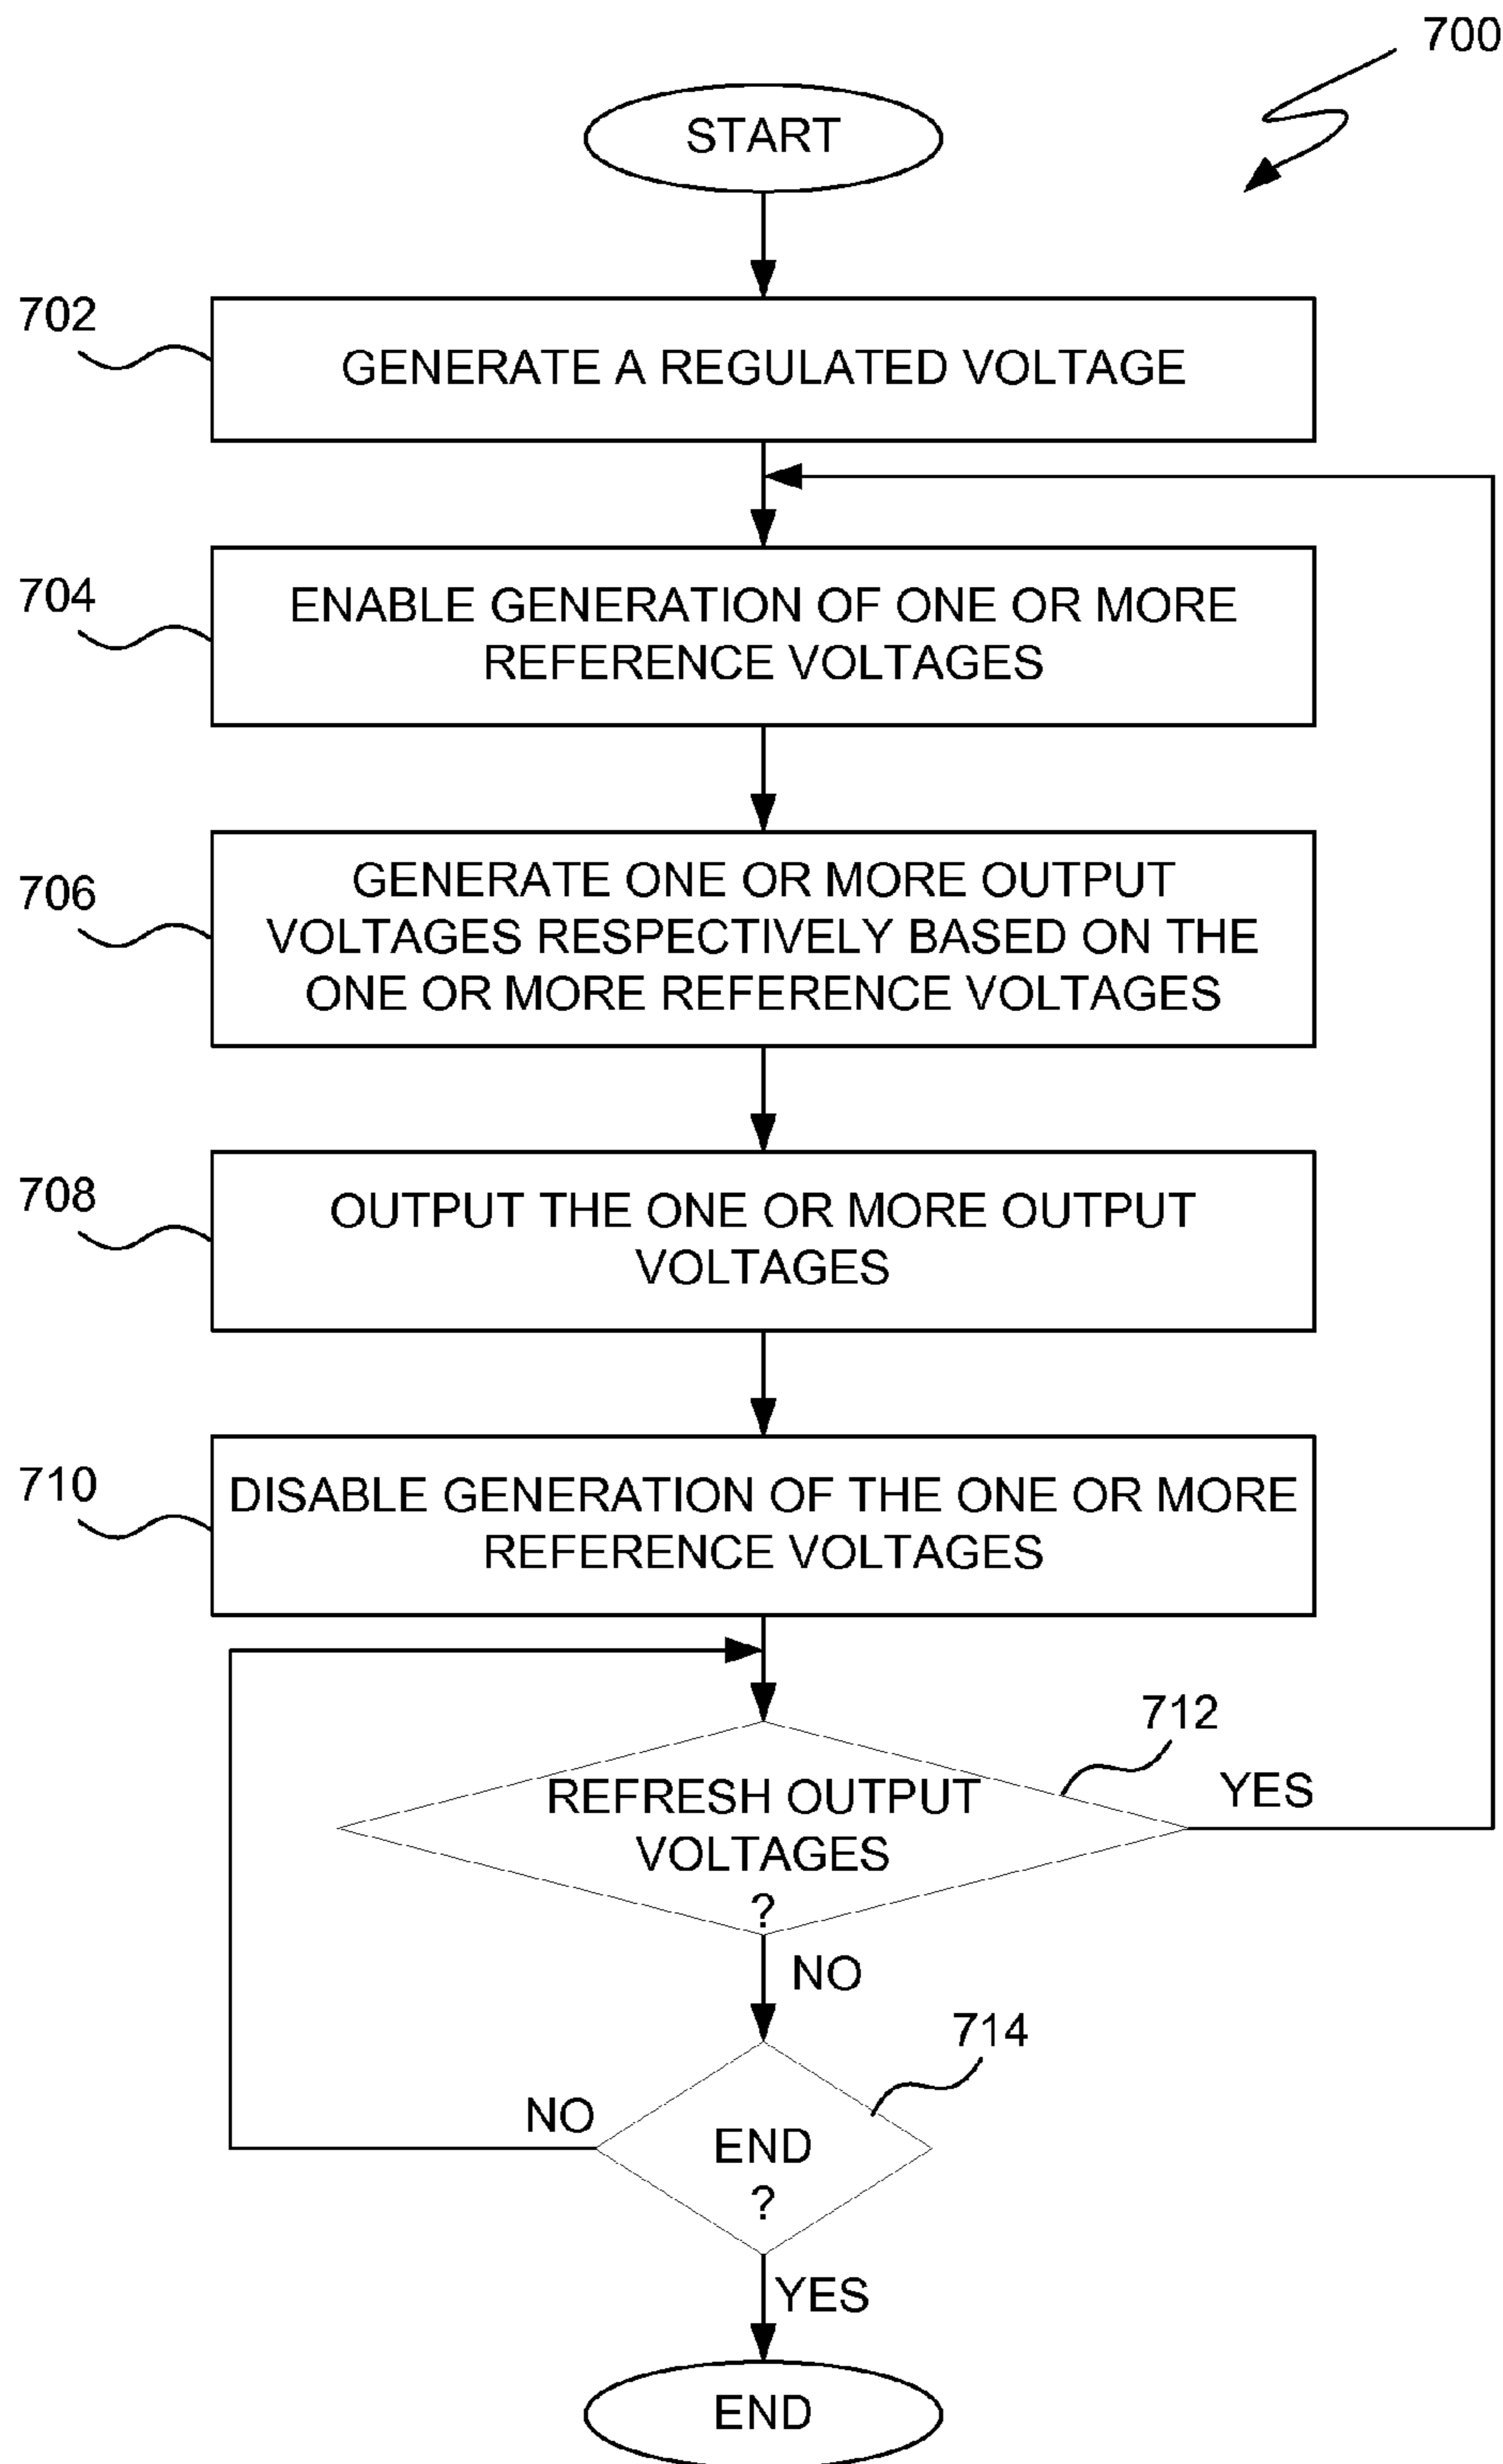 700
START
702
GENERATE A REGULATED VOLTAGE
704
ENABLE GENERATION OF ONE OR MORE
REFERENCE VOLTAGES
706
GENERATE ONE OR MORE OUTPUT
VOLTAGES RESPECTIVELY BASED ON THE
ONE OR MORE REFERENCE VOLTAGES
708
OUTPUT THE ONE OR MORE OUTPUT
VOLTAGES
710
DISABLE GENERATION OF THE ONE OR MORE
REFERENCE VOLTAGES
712
REFRESH OUTPUT
VOLTAGES
?
YES
NO
714
NO
END
?
YES
END